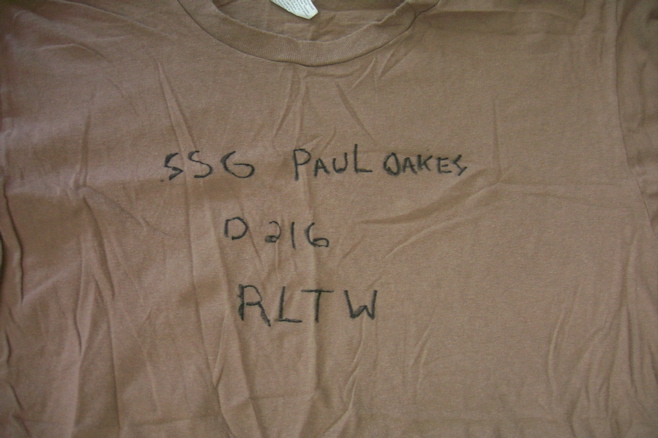 SSG PAUL OAKES
D 216
RLTW